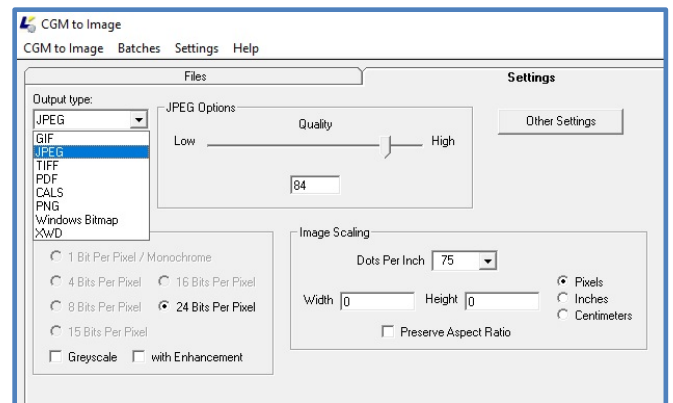 CGM to Image
CGM to Image Batches Settings Help
Files
Settings
Output type:
JPEG
GIF
JPEG
TIFF
PDF
CALS
PNG
Windows Bitmap
XWD
JPEG Options
Quality
Low
High
84
Other Settings
1 Bit Per Pixel / Monochrome
4 Bits Per Pixel 16 Bits Per Pixel
8 Bits Per Pixel 24 Bits Per Pixel
15 Bits Per Pixel
Greyscale with Enhancement
Image Scaling
Dots Per Inch 75
Width 0 Height 0
Pixels
Inches
Centimeters
Preserve Aspect Ratio